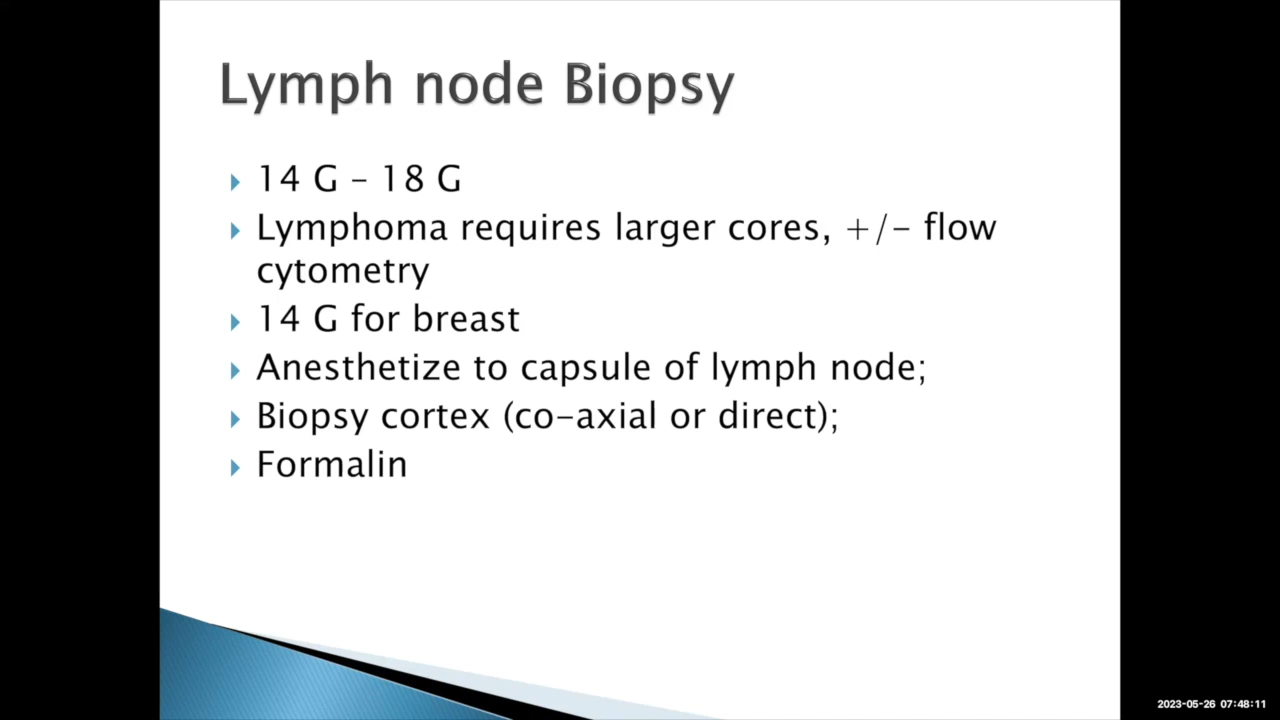 Lymph node Biopsy
14 G – 18 G
Lymphoma requires larger cores, +/- flow
cytometry
14 G for breast
Anesthetize to capsule of lymph node;
Biopsy cortex (co-axial or direct);
Formalin
2023-05-26 07:48:11